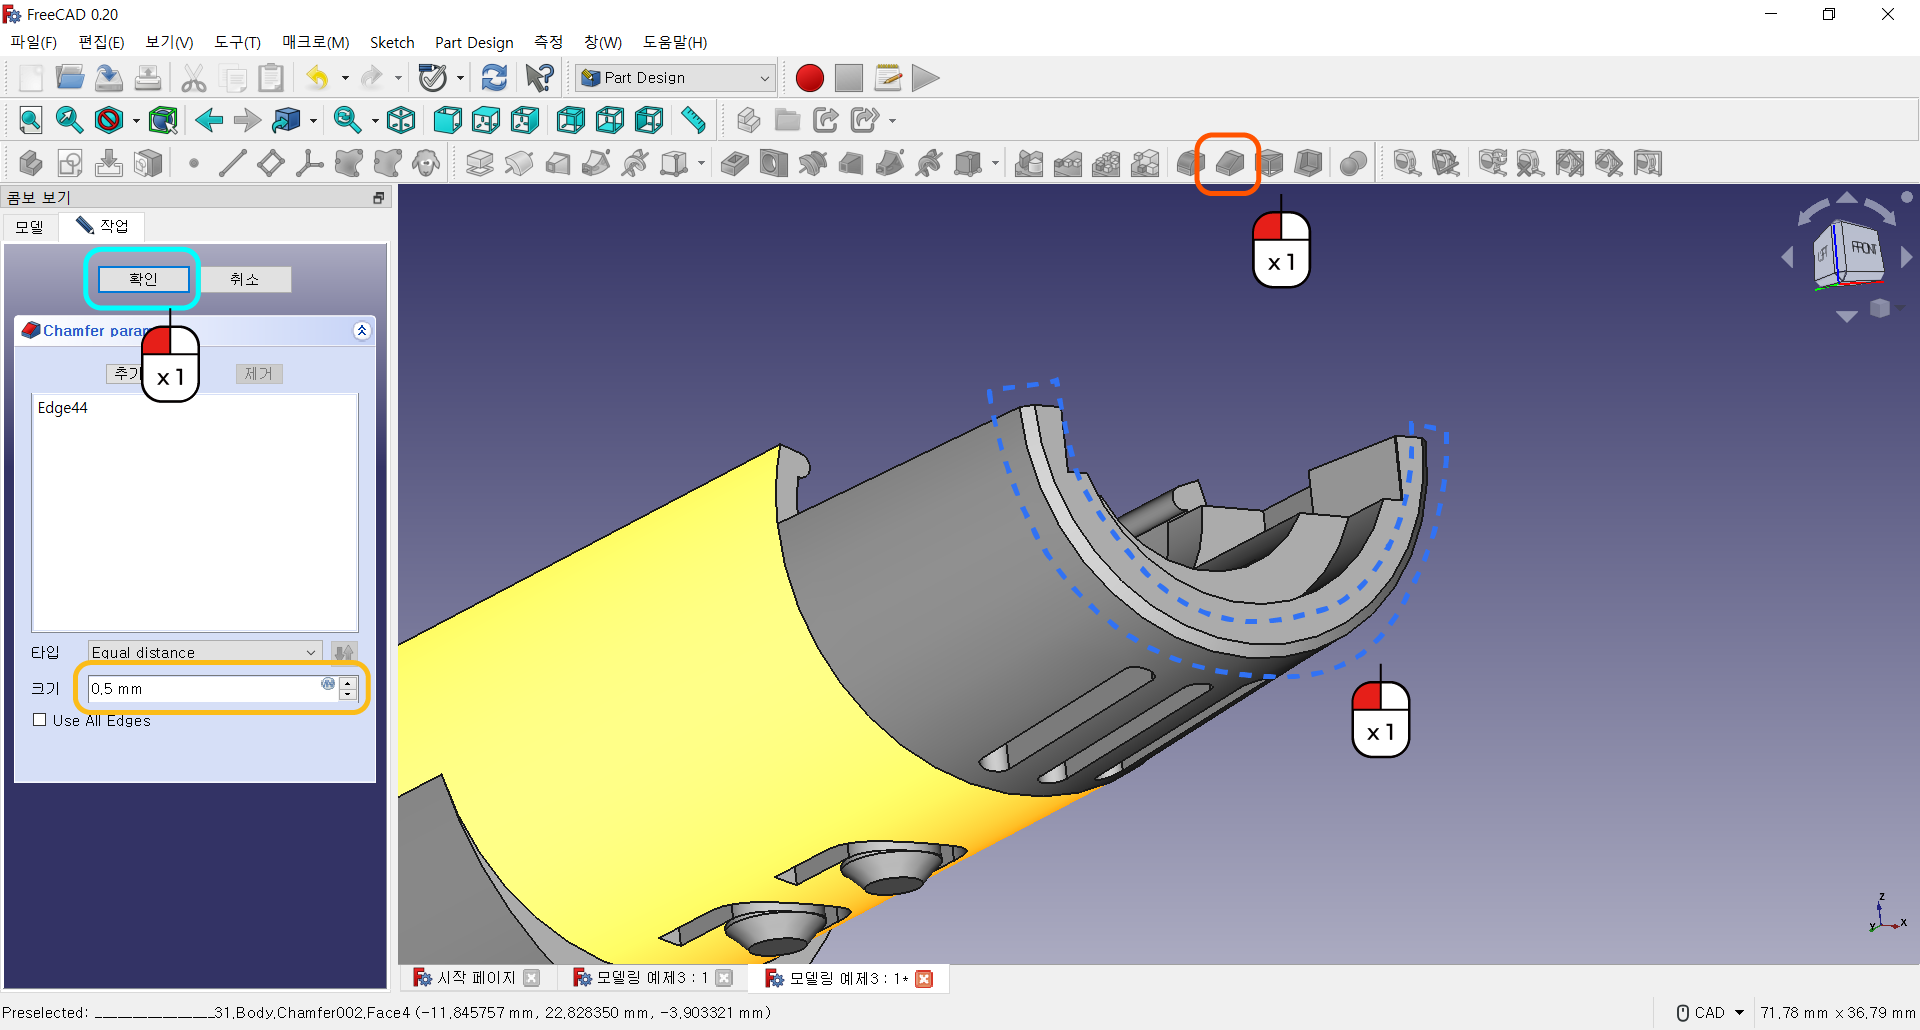 FreeCAD 0.20
파일(F) 편집(E) 보기(V) 도구(T) 매크로(M) Sketch Part Design 측정 창(W) 도움말(H)
Part Design
콤보 보기
모델 작업
확인 취소
x 1
x 1
Chamfer param
추가 제거
x 1
Edge44
타입 Equal distance
크기 0,5 mm
Use All Edges
FRONT
x 1
Z
Y X
시작 페이지 모델링 예제3 : 1 모델링 예제3 : 1*
Preselected: ________________31.Body.Chamfer002.Face4 (-11.845757 mm, 22.828350 mm, -3.903321 mm)
CAD 71,78 mm x 36,79 mm